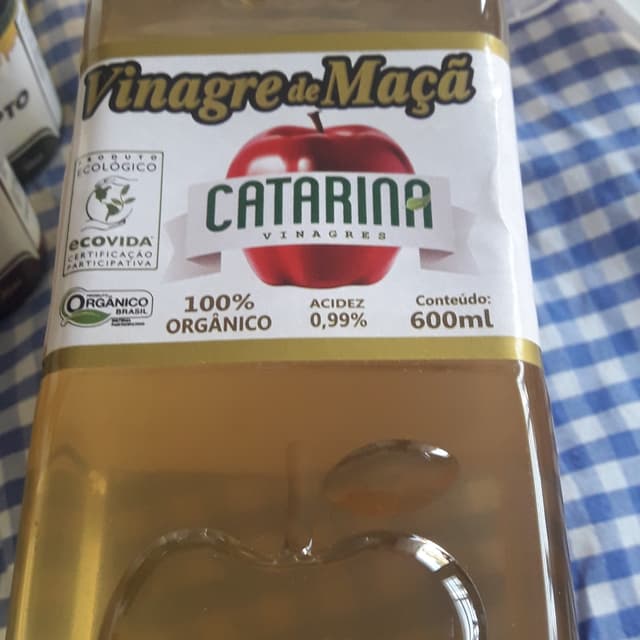 Vinagre de Maçã
PRODUTO
ECOLÓGICO
ECOVIDA
CERTIFICAÇÃO
PARTICIPATIVA
CATARINA
VINAGRES
PRODUTO
ORGÂNICO
BRASIL
100%
ORGÂNICO
ACIDEZ
0,99%
Conteúdo:
600ml